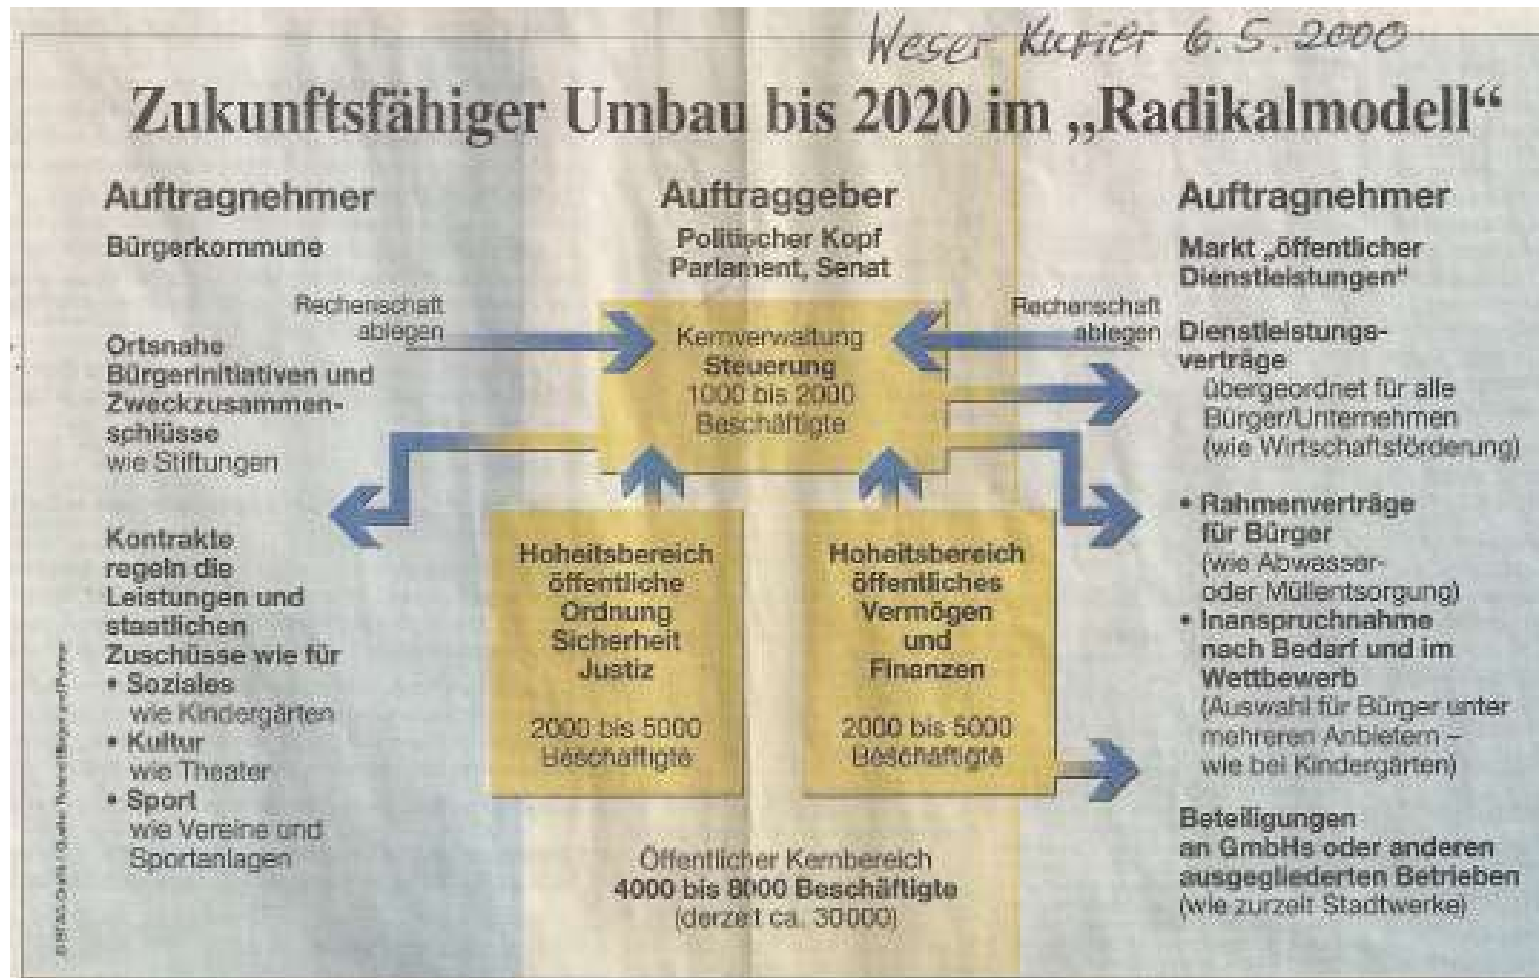 Weser Kurier 6.5.2000
Zukunftsfähiger Umbau bis 2020 im „Radikalmodell“
Auftragnehmer
Bürgerkommune
Rechenschaft
ablegen
Ortsnahe
Bürgerinitiativen und
Zweckzusammen-
schlüsse
wie Stiftungen
Kontrakte
regeln die
Leistungen und
staatlichen
Zuschüsse wie für
• Soziales
wie Kindergärten
• Kultur
wie Theater
• Sport
wie Vereine und
Sportanlagen
Auftraggeber
Politischer Kopf
Parlament, Senat
Kernverwaltung
Steuerung
1000 bis 2000
Beschäftigte
Hoheitsbereich
öffentliche
Ordnung
Sicherheit
Justiz
2000 bis 5000
Beschäftigte
Hoheitsbereich
öffentliches
Vermögen
und
Finanzen
2000 bis 5000
Beschäftigte
Öffentlicher Kernbereich
4000 bis 8000 Beschäftigte
(derzeit ca. 30000)
Auftragnehmer
Markt „öffentlicher
Dienstleistungen“
Rechenschaft
ablegen
Dienstleistungs-
verträge
übergeordnet für alle
Bürger/Unternehmen
(wie Wirtschaftsförderung)
• Rahmenverträge
für Bürger
(wie Abwasser-
oder Müllentsorgung)
• Inanspruchnahme
nach Bedarf und im
Wettbewerb
(Auswahl für Bürger unter
mehreren Anbietern –
wie bei Kindergärten)
Beteiligungen
an GmbHs oder anderen
ausgegliederten Betrieben
(wie zurzeit Stadtwerke)
Quelle: Roland Berger und Partner